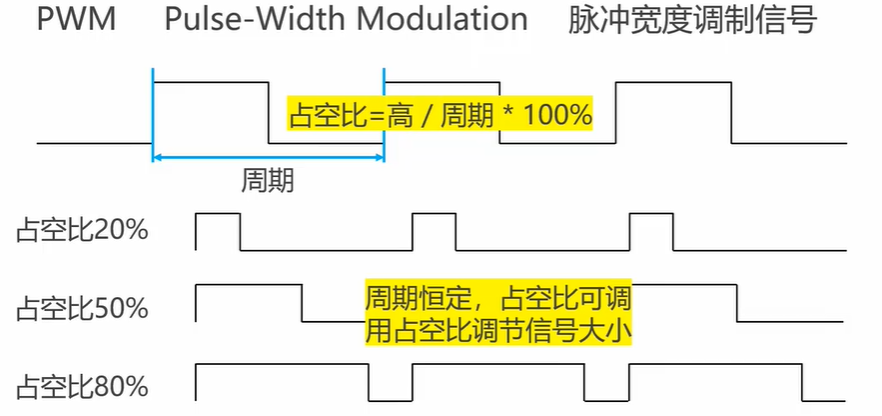 PWM Pulse-Width Modulation 脉冲宽度调制信号
占空比=高 / 周期 * 100%
周期
占空比20%
占空比50%
周期恒定，占空比可调
用占空比调节信号大小
占空比80%